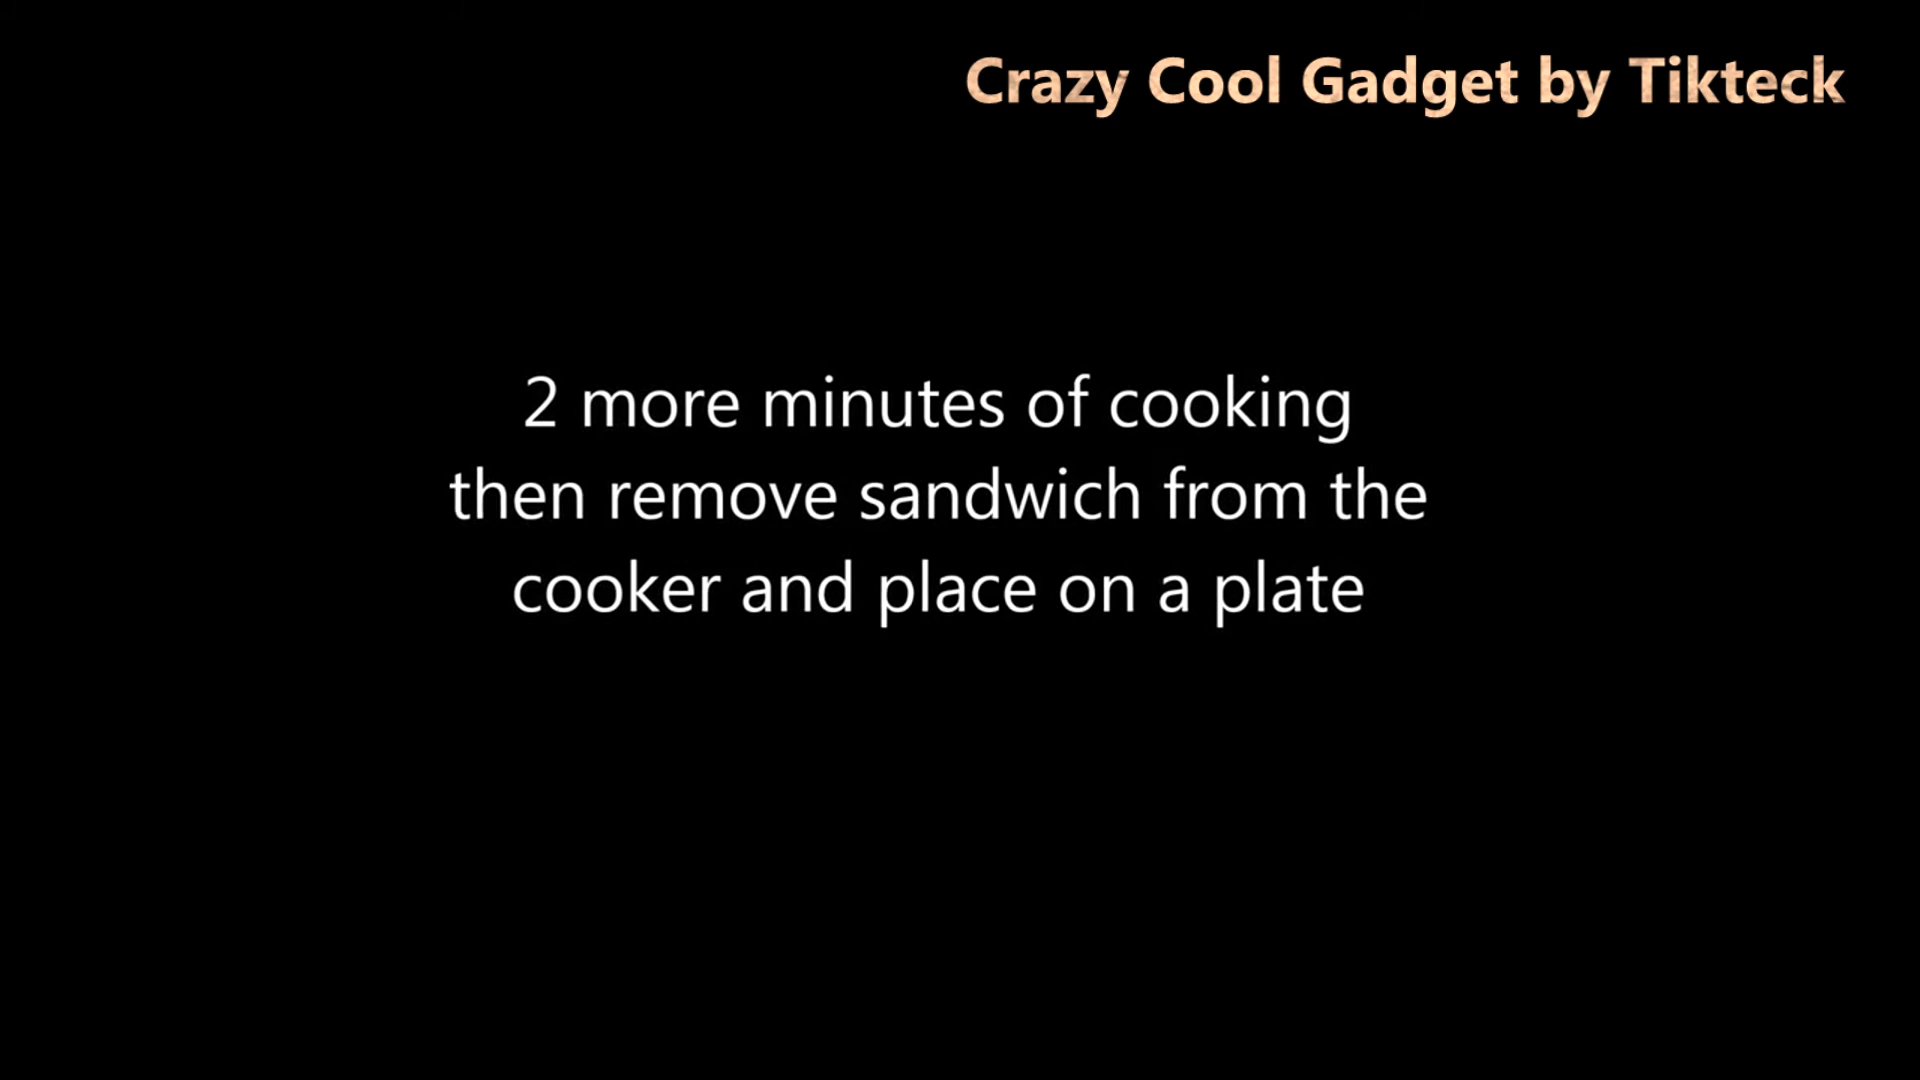 Crazy Cool Gadget by Tikteck
2 more minutes of cooking
then remove sandwich from the
cooker and place on a plate